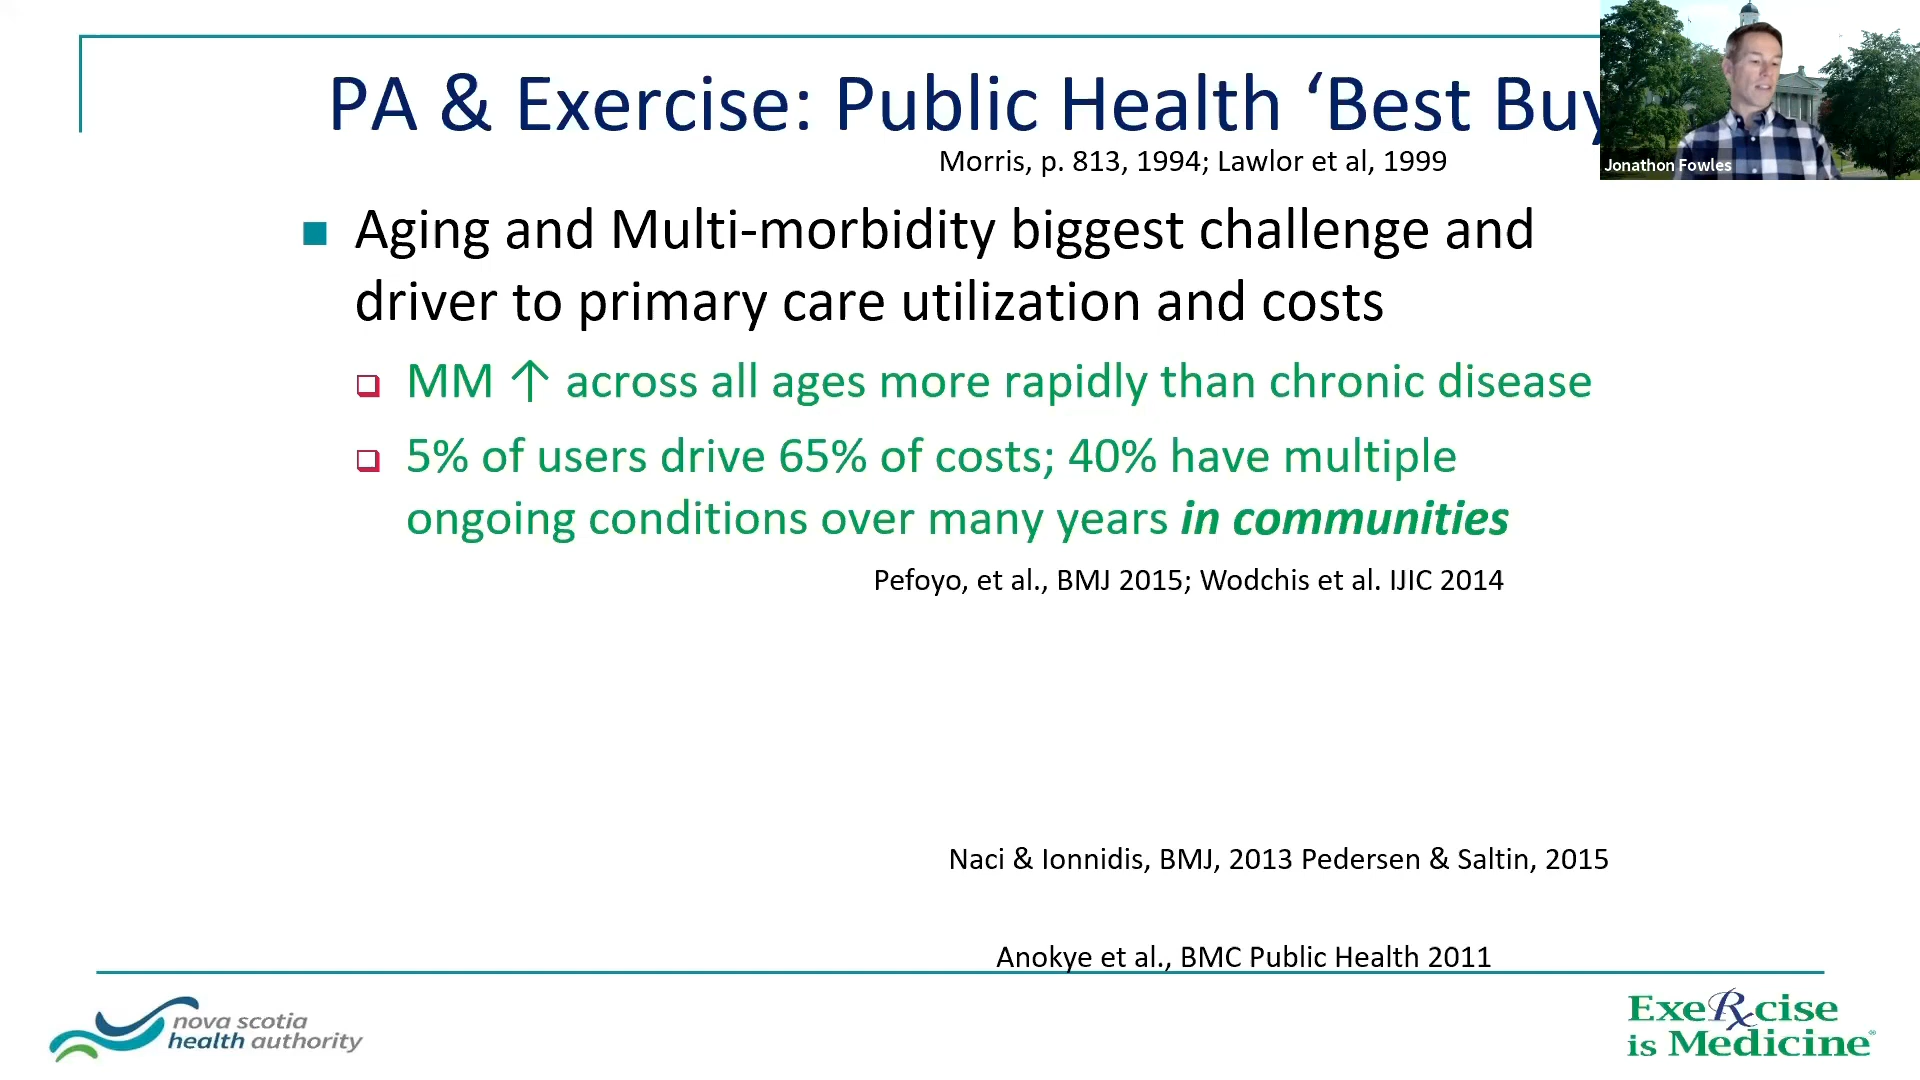 PA & Exercise: Public Health ‘Best Buy
Morris, p. 813, 1994; Lawlor et al, 1999
Jonathon Fowles
Aging and Multi-morbidity biggest challenge and
driver to primary care utilization and costs
MM ↑ across all ages more rapidly than chronic disease
5% of users drive 65% of costs; 40% have multiple
ongoing conditions over many years in communities
Pefoyo, et al., BMJ 2015; Wodchis et al. IJIC 2014
Naci & Ionnidis, BMJ, 2013 Pedersen & Saltin, 2015
Anokye et al., BMC Public Health 2011
nova scotia
health authority
ExeRxcise
is Medicine